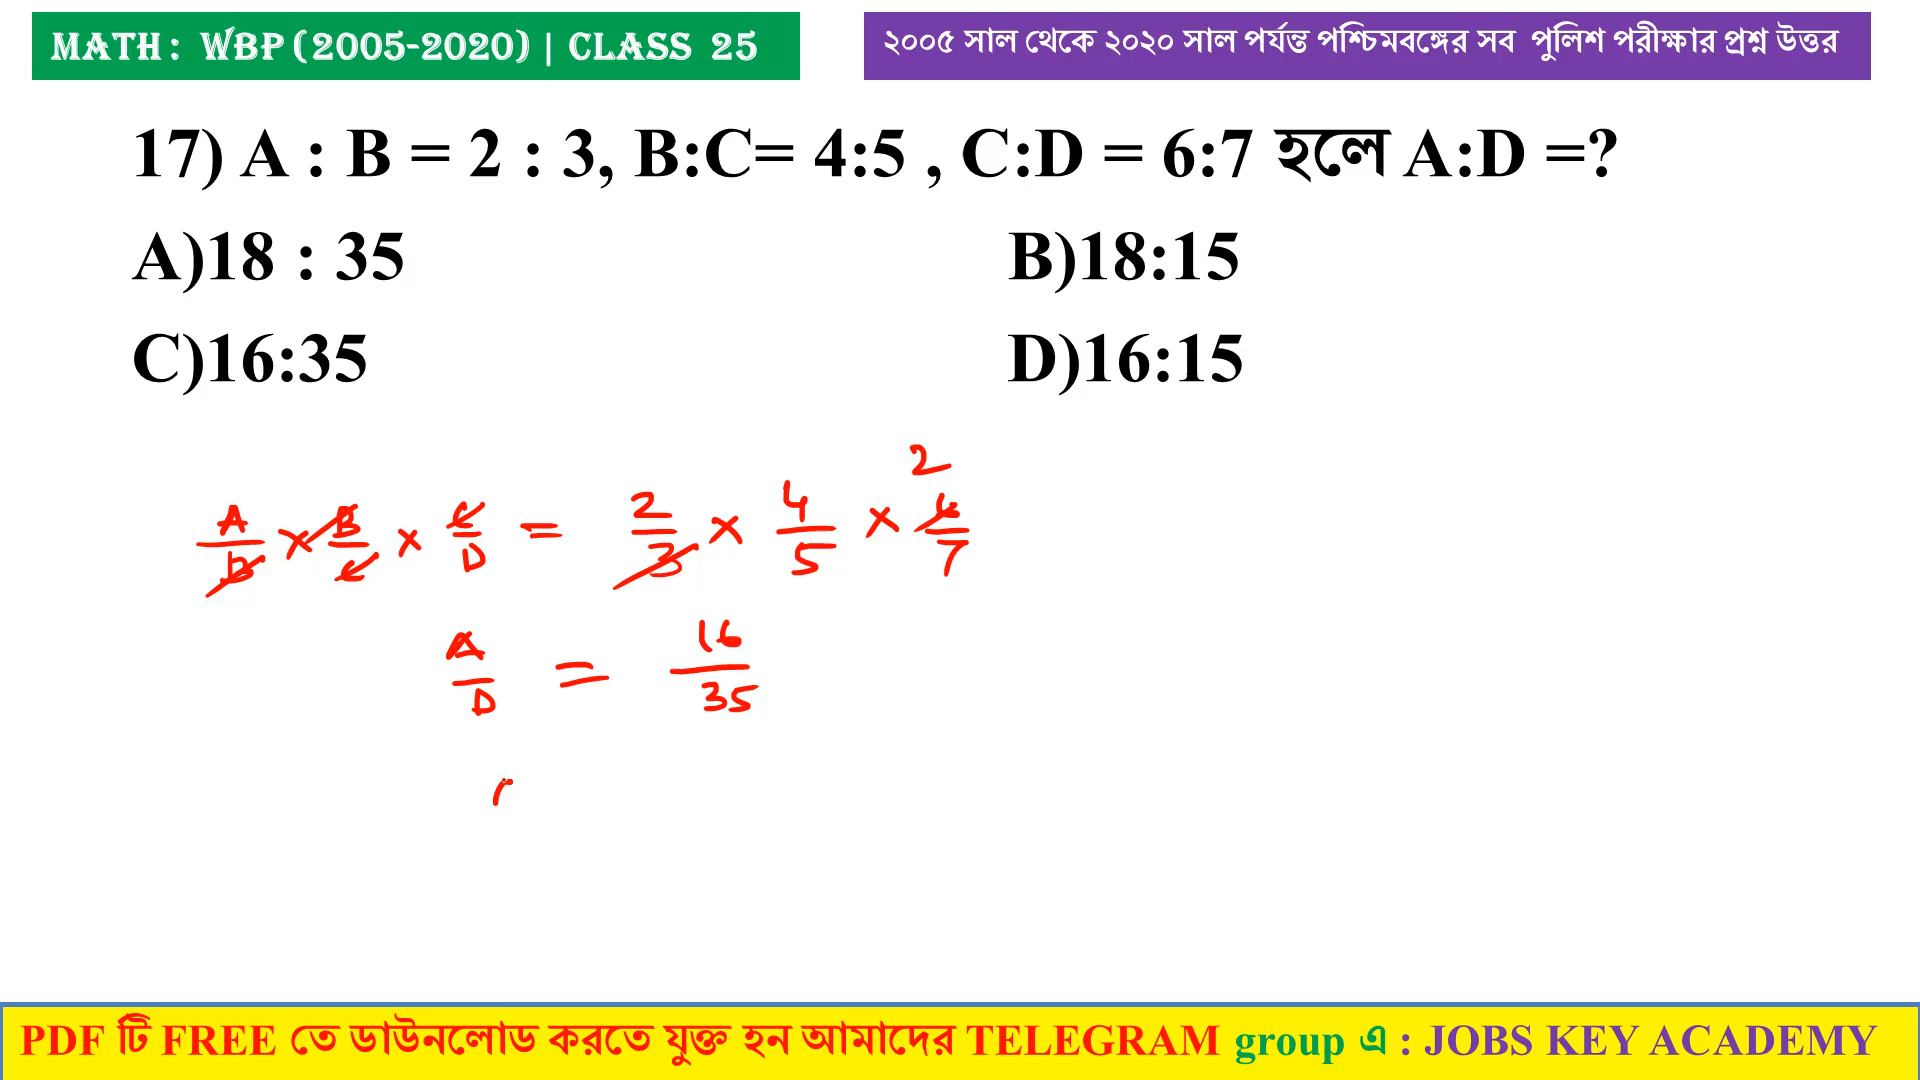 MATH : WBP (2005-2020) | CLASS 25
২০০৫ সাল থেকে ২০২০ সাল পর্যন্ত পশ্চিমবঙ্গের সব পুলিশ পরীক্ষার প্রশ্ন উত্তর
17) A : B = 2 : 3, B:C= 4:5 , C:D = 6:7 হলে A:D =?
A)18 : 35 B)18:15
C)16:35 D)16:15
2
A/B × B/C × C/D = 2/3 × 4/5 × 6/7
A/D = 16/35
PDF টি FREE তে ডাউনলোড করতে যুক্ত হন আমাদের TELEGRAM group এ : JOBS KEY ACADEMY